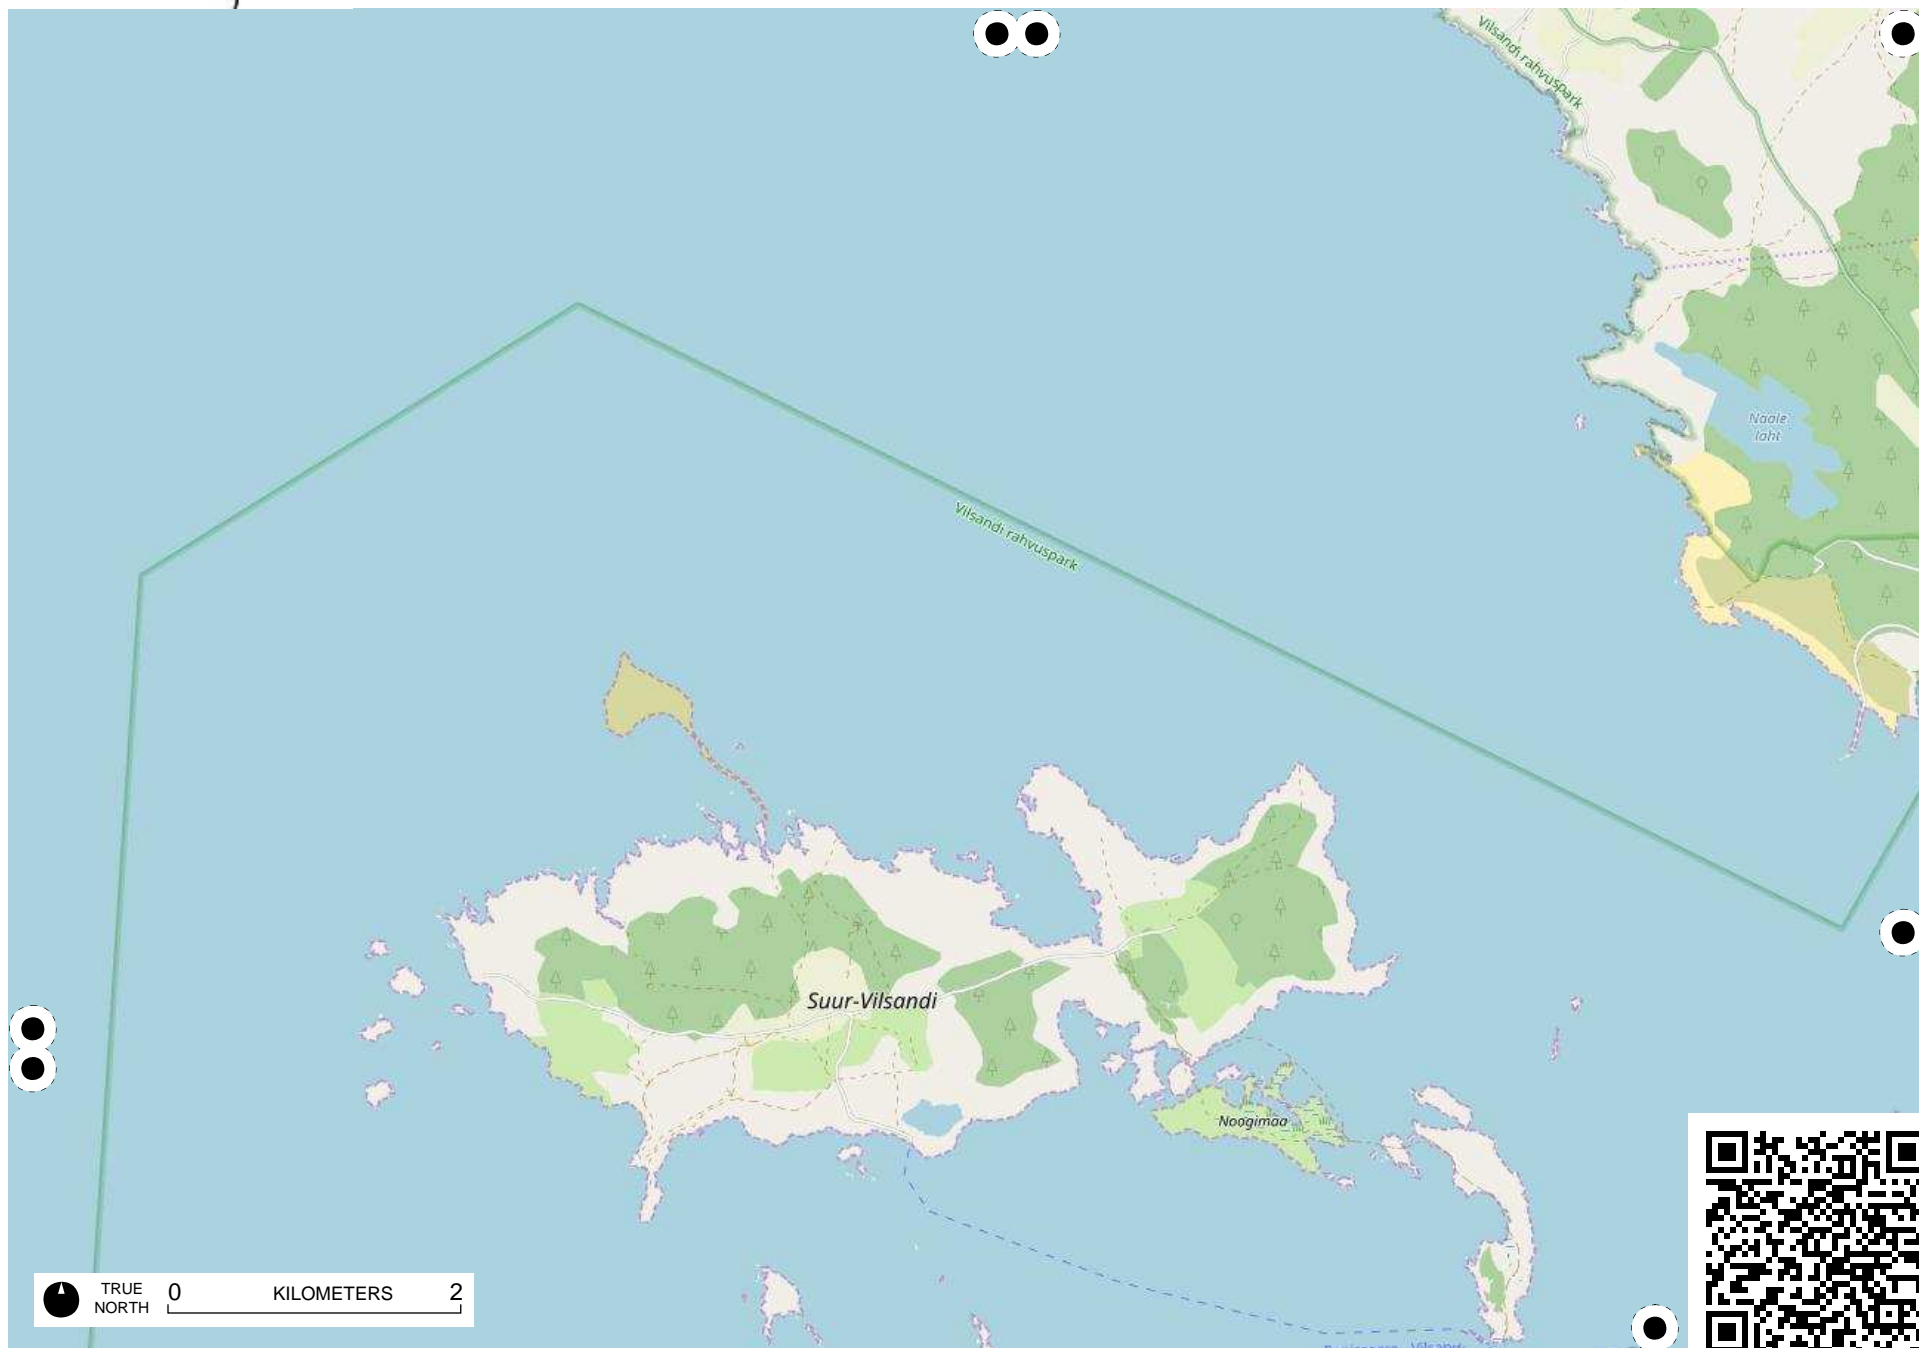 Vilsandi rahvuspark
Naale
laht
Vilsandi rahvuspark
Suur-Vilsandi
Noogimaa
TRUE
NORTH
0 KILOMETERS 2